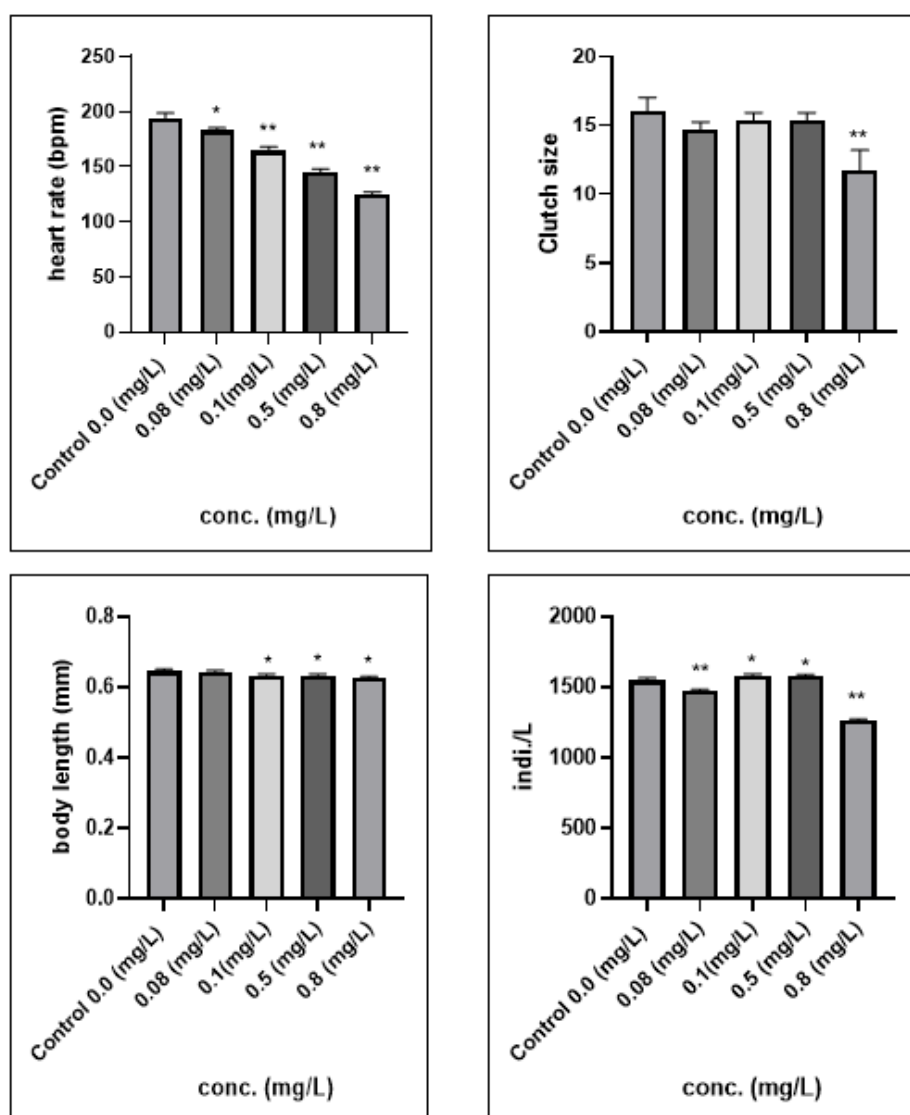 heart rate (bpm)
250
200
150
100
50
0
*
**
**
**
Control 0.0 (mg/L)
0.08 (mg/L)
0.1(mg/L)
0.5 (mg/L)
0.8 (mg/L)
conc. (mg/L)
Clutch size
20
15
10
5
0
**
Control 0.0 (mg/L)
0.08 (mg/L)
0.1(mg/L)
0.5 (mg/L)
0.8 (mg/L)
conc. (mg/L)
body length (mm)
0.8
0.6
0.4
0.2
0.0
*
*
*
Control 0.0 (mg/L)
0.08 (mg/L)
0.1(mg/L)
0.5 (mg/L)
0.8 (mg/L)
conc. (mg/L)
indi./L
2000
1500
1000
500
0
**
*
*
**
Control 0.0 (mg/L)
0.08 (mg/L)
0.1(mg/L)
0.5 (mg/L)
0.8 (mg/L)
conc. (mg/L)